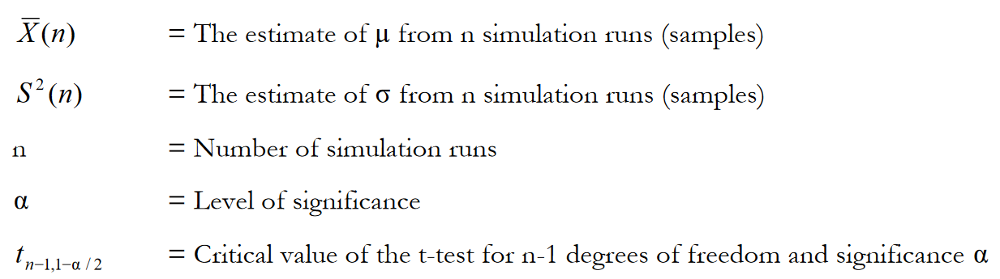 X̅(n) = The estimate of μ from n simulation runs (samples)
S²(n) = The estimate of σ from n simulation runs (samples)
n = Number of simulation runs
α = Level of significance
t_{n−1,1−α/2} = Critical value of the t-test for n-1 degrees of freedom and significance α